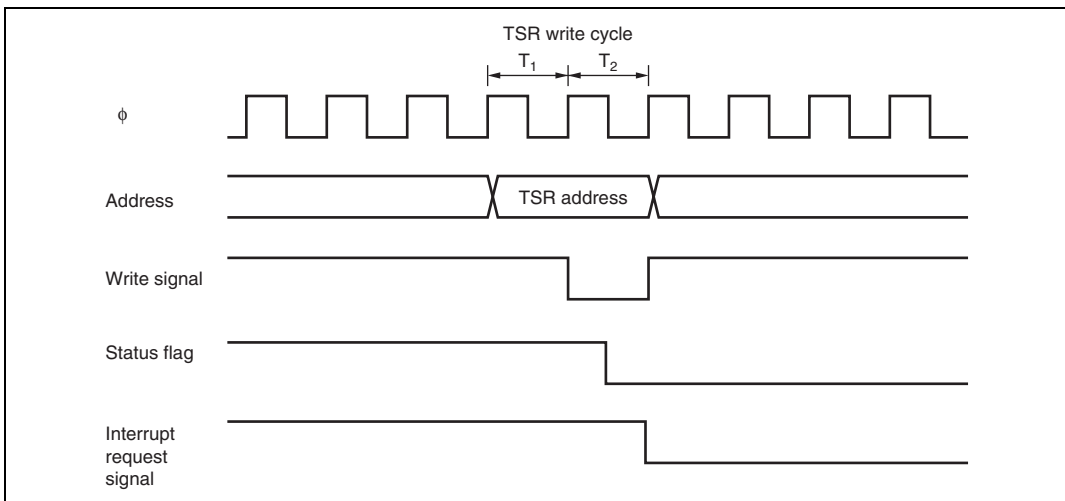 TSR write cycle
T1 T2
ϕ
Address
TSR address
Write signal
Status flag
Interrupt
request
signal